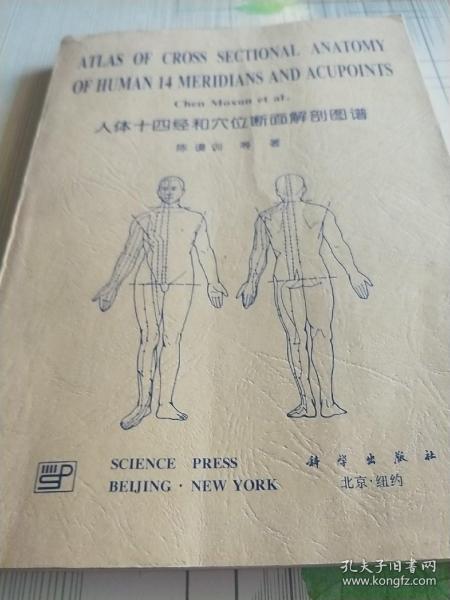 ATLAS OF CROSS SECTIONAL ANATOMY
OF HUMAN 14 MERIDIANS AND ACUPOINTS
Chen Moxun et al.
人体十四经和穴位断面解剖图谱
陈谟训 等 著
SCIENCE PRESS
BEIJING · NEW YORK
科学出版社
北京·纽约
孔夫子旧书网
www.kongfz.com